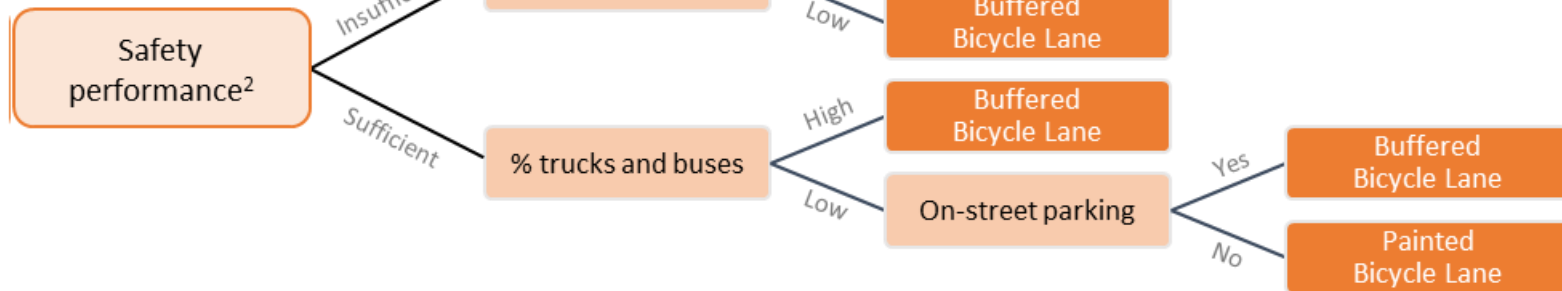 Safety
performance²
Sufficient
% trucks and buses
Low
Buffered
Bicycle Lane
High
Buffered
Bicycle Lane
Low
On-street parking
Yes
Buffered
Bicycle Lane
No
Painted
Bicycle Lane